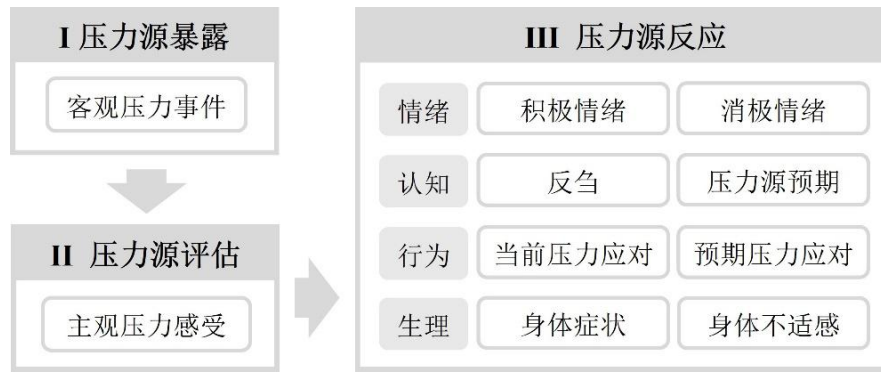 I 压力源暴露
客观压力事件
II 压力源评估
主观压力感受
III 压力源反应
情绪 积极情绪 消极情绪
认知 反刍 压力源预期
行为 当前压力应对 预期压力应对
生理 身体症状 身体不适感